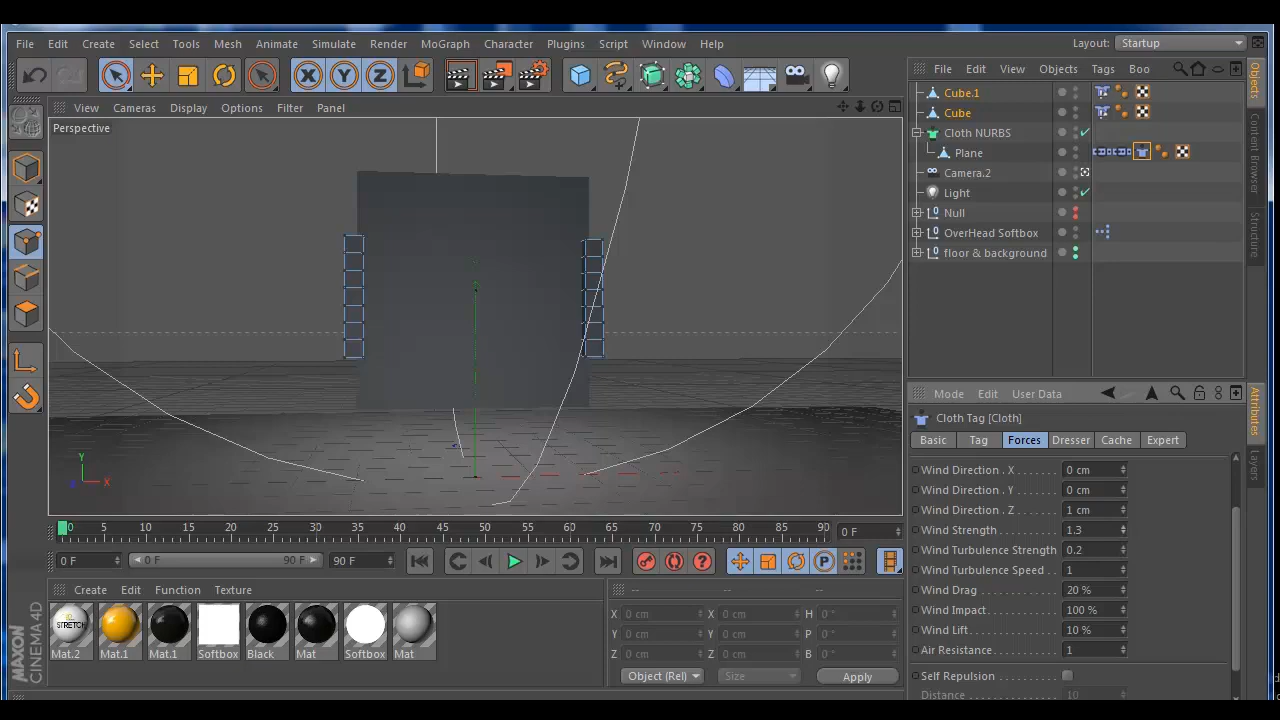 File Edit Create Select Tools Mesh Animate Simulate Render MoGraph Character Plugins Script Window Help Layout: Startup
File Edit View Objects Tags Boo
View Cameras Display Options Filter Panel
Perspective
Cube.1
Cube
Cloth NURBS
Plane
Camera.2
Light
Null
OverHead Softbox
floor & background
Objects
Content Browser
Structure
Y
X
Mode Edit User Data
Cloth Tag [Cloth]
Basic Tag Forces Dresser Cache Expert
Wind Direction . X 0 cm
Wind Direction . Y 0 cm
Wind Direction . Z 1 cm
Wind Strength 1.3
Wind Turbulence Strength 0.2
Wind Turbulence Speed 1
Wind Drag 20 %
Wind Impact 100 %
Wind Lift 10 %
Air Resistance 1
Self Repulsion
Distance 10
Attributes
Layers
0 5 10 15 20 25 30 35 40 45 50 55 60 65 70 75 80 85 90 0 F
0 F 0 F 90 F 90 F
Create Edit Function Texture
STRETCH
Mat.2 Mat.1 Mat.1 Softbox Black Mat Softbox Mat
-- -- --
X 0 cm X 0 cm H 0 °
Y 0 cm Y 0 cm P 0 °
Z 0 cm Z 0 cm B 0 °
Object (Rel) Size Apply
MAXON
CINEMA 4D